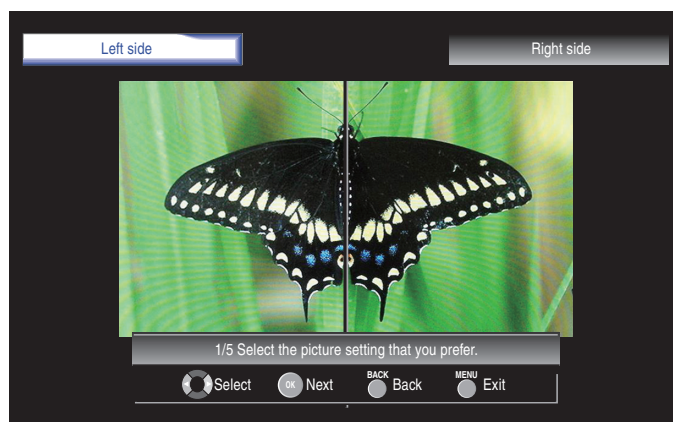 Left side
Right side
1/5 Select the picture setting that you prefer.
Select OK Next BACK Back MENU Exit